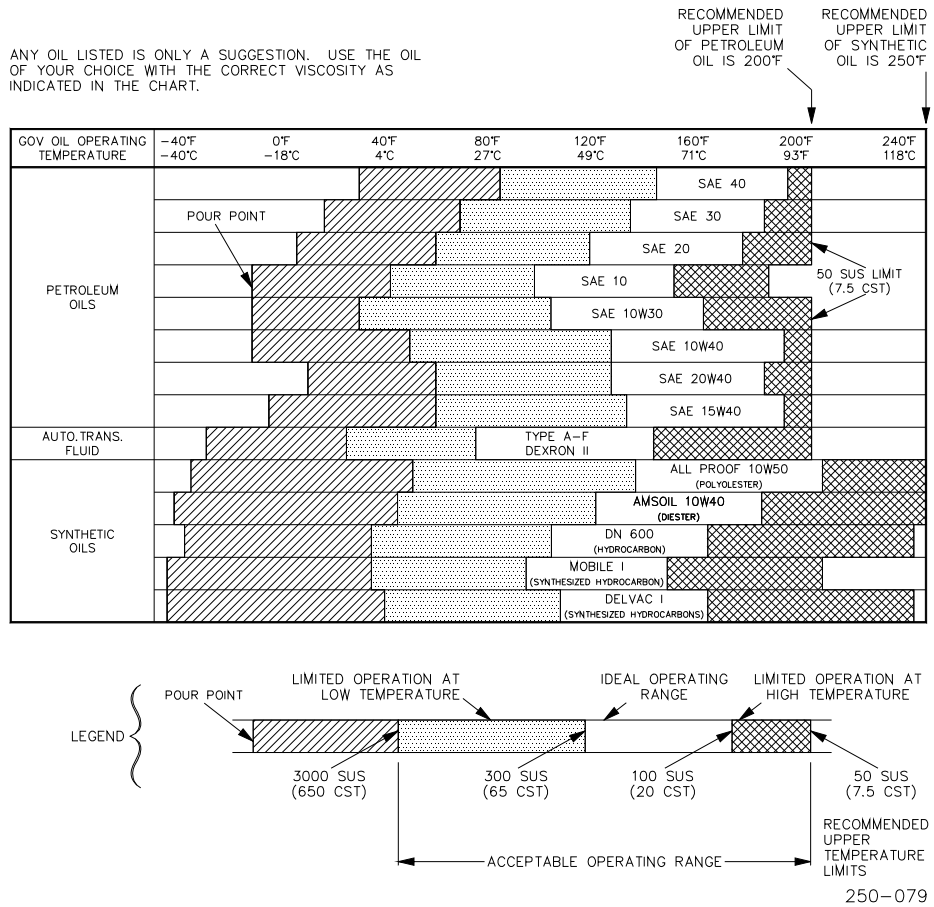 RECOMMENDED
UPPER LIMIT
OF PETROLEUM
OIL IS 200°F
RECOMMENDED
UPPER LIMIT
OF SYNTHETIC
OIL IS 250°F
ANY OIL LISTED IS ONLY A SUGGESTION. USE THE OIL
OF YOUR CHOICE WITH THE CORRECT VISCOSITY AS
INDICATED IN THE CHART.
GOV OIL OPERATING
TEMPERATURE
-40°F 0°F 40°F 80°F 120°F 160°F 200°F 240°F
-40°C -18°C 4°C 27°C 49°C 71°C 93°C 118°C
PETROLEUM
OILS
POUR POINT
SAE 40
SAE 30
SAE 20
SAE 10
50 SUS LIMIT
(7.5 CST)
SAE 10W30
SAE 10W40
SAE 20W40
SAE 15W40
AUTO.TRANS.
FLUID
TYPE A-F
DEXRON II
SYNTHETIC
OILS
ALL PROOF 10W50
(POLYOLESTER)
AMSOIL 10W40
(DIESTER)
DN 600
(HYDROCARBON)
MOBILE I
(SYNTHESIZED HYDROCARBON)
DELVAC I
(SYNTHESIZED HYDROCARBONS)
LEGEND
POUR POINT
LIMITED OPERATION AT
LOW TEMPERATURE
IDEAL OPERATING
RANGE
LIMITED OPERATION AT
HIGH TEMPERATURE
3000 SUS
(650 CST)
300 SUS
(65 CST)
100 SUS
(20 CST)
50 SUS
(7.5 CST)
RECOMMENDED
UPPER
TEMPERATURE
LIMITS
ACCEPTABLE OPERATING RANGE
250-079